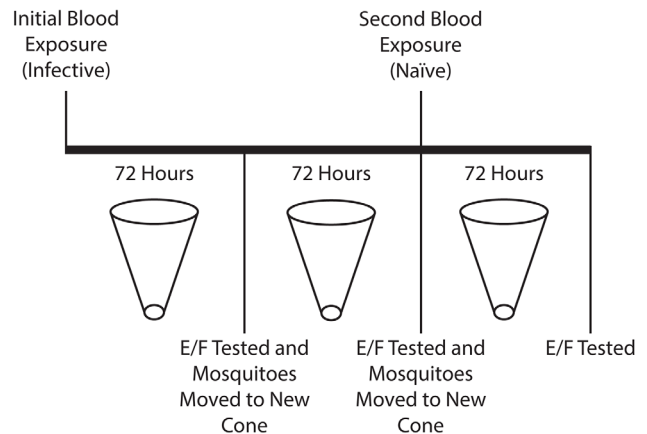 Initial Blood
Exposure
(Infective)
Second Blood
Exposure
(Naïve)
72 Hours
72 Hours
72 Hours
E/F Tested and
Mosquitoes
Moved to New
Cone
E/F Tested and
Mosquitoes
Moved to New
Cone
E/F Tested